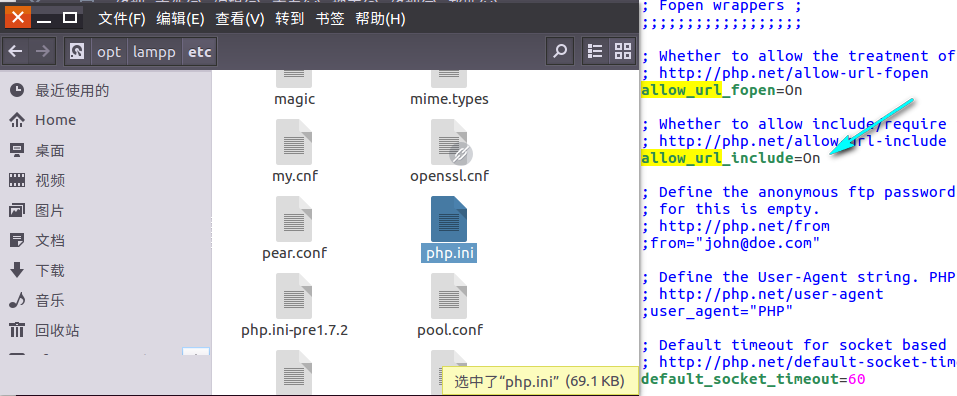 文件(F) 编辑(E) 查看(V) 转到 书签 帮助(H)
opt lampp etc
最近使用的
Home
桌面
视频
图片
文档
下载
音乐
回收站
magic
mime.types
my.cnf
openssl.cnf
pear.conf
php.ini
php.ini-pre1.7.2
pool.conf
选中了“php.ini” (69.1 KB)
; Fopen wrappers ;
;;;;;;;;;;;;;;;;;;
; Whether to allow the treatment of
; http://php.net/allow-url-fopen
allow_url_fopen=On
; Whether to allow include/require
; http://php.net/allow-url-include
allow_url_include=On
; Define the anonymous ftp password
; for this is empty.
; http://php.net/from
;from="john@doe.com"
; Define the User-Agent string. PHP
; http://php.net/user-agent
;user_agent="PHP"
; Default timeout for socket based
; http://php.net/default-socket-tim
default_socket_timeout=60